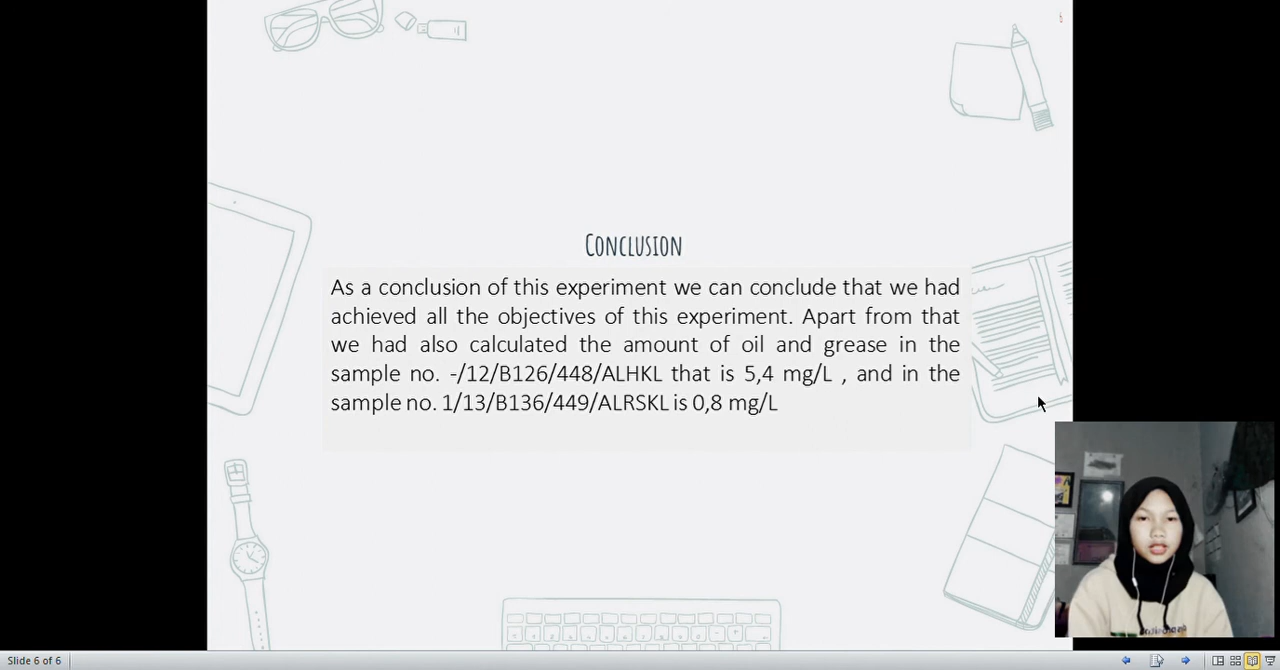 Conclusion
As a conclusion of this experiment we can conclude that we had
achieved all the objectives of this experiment. Apart from that
we had also calculated the amount of oil and grease in the
sample no. -/12/B126/448/ALHKL that is 5,4 mg/L , and in the
sample no. 1/13/B136/449/ALRSKL is 0,8 mg/L
Slide 6 of 6